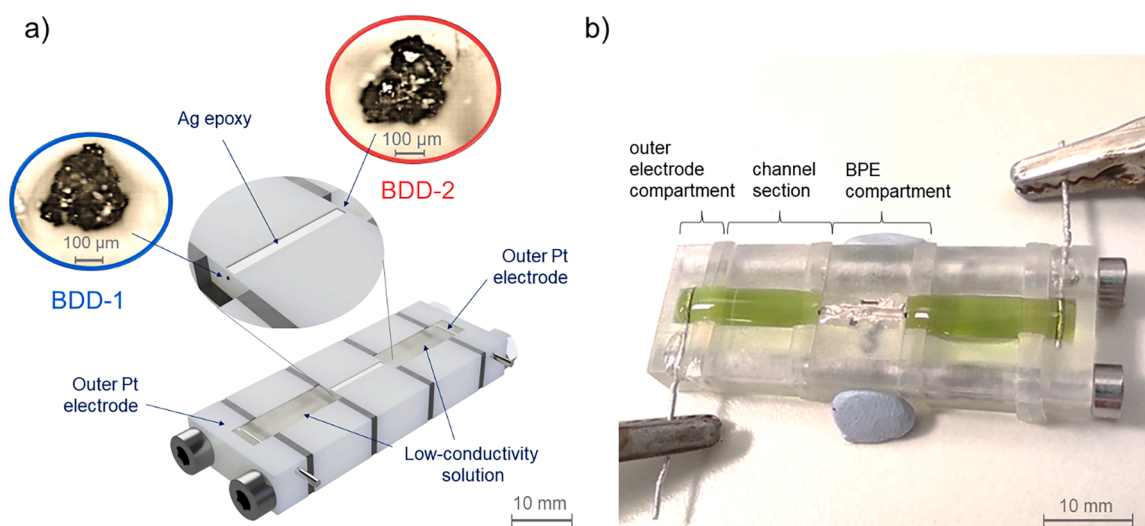 a)
Ag epoxy
100 µm
BDD-2
100 µm
BDD-1
Outer Pt
electrode
Outer Pt
electrode
Low-conductivity
solution
10 mm
b)
outer
electrode
compartment
channel
section
BPE
compartment
10 mm